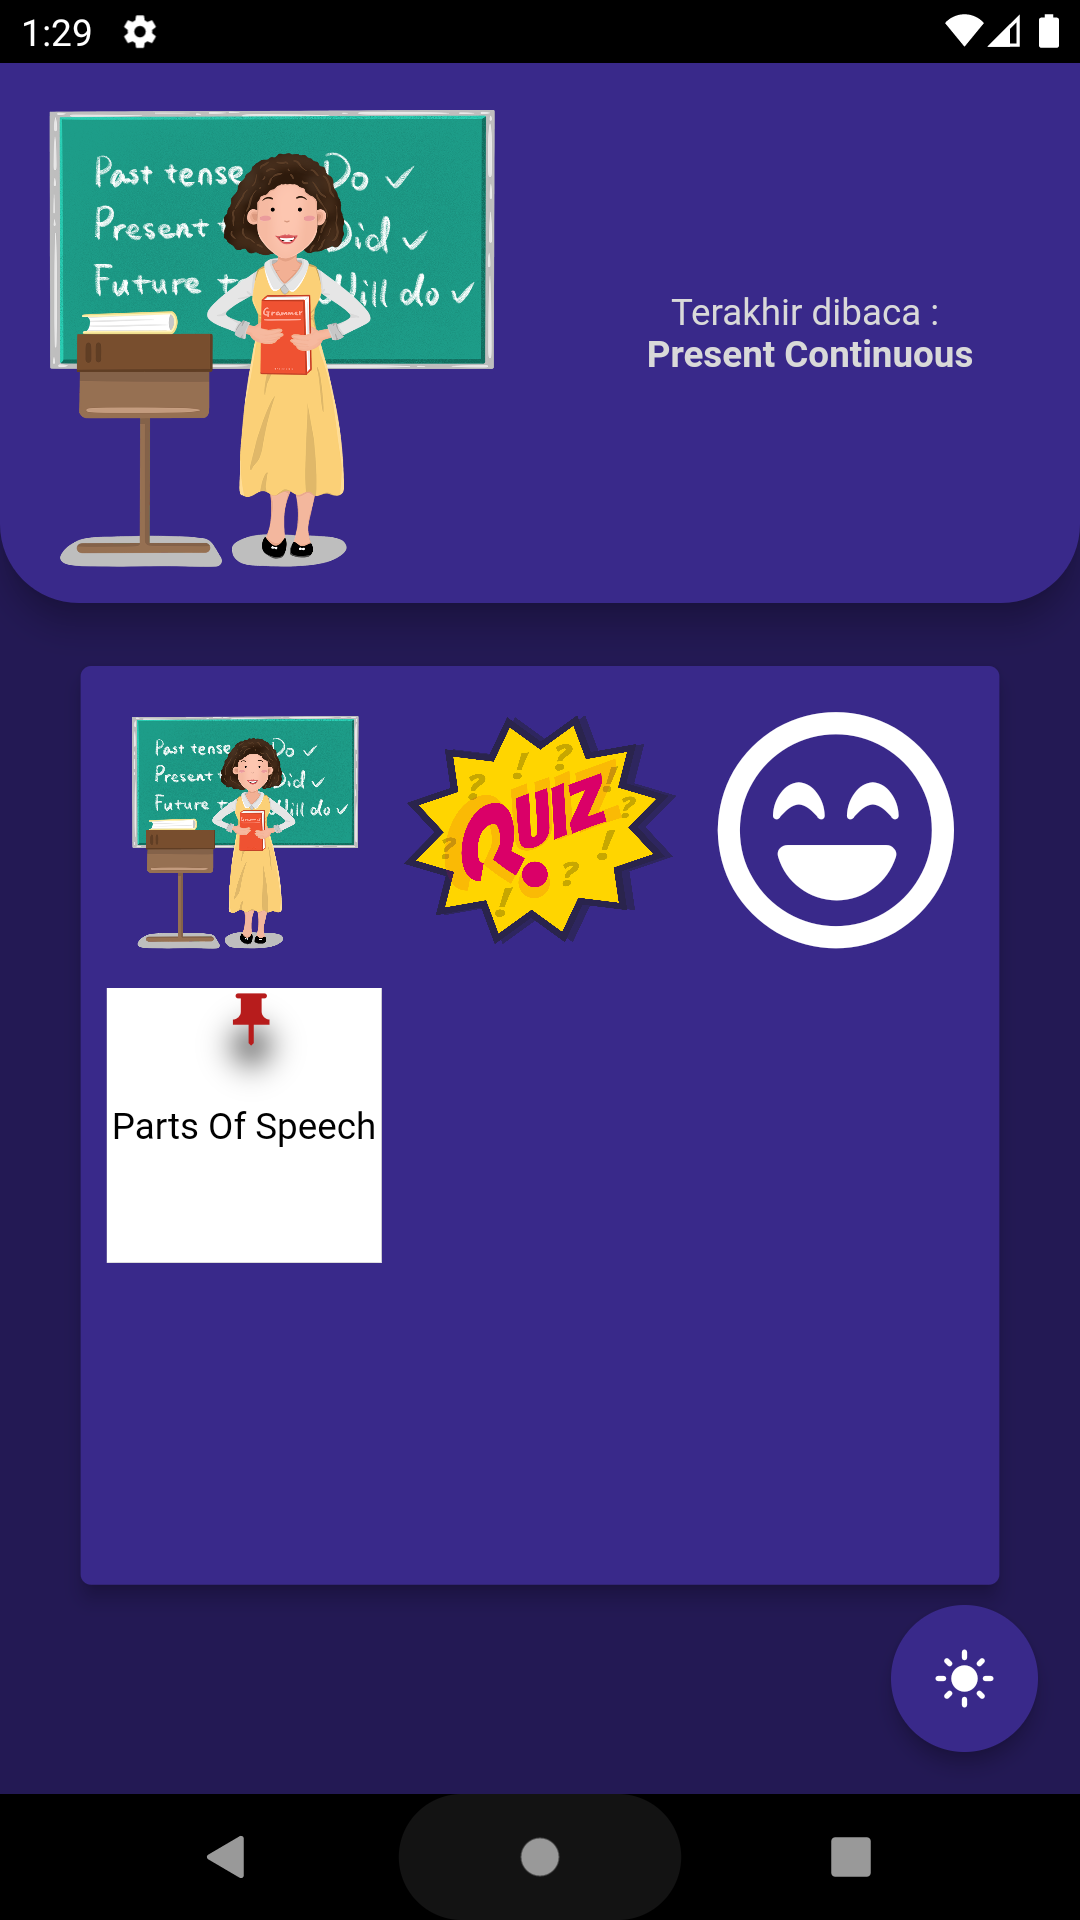 1:29
Past tense Do ✓
Present t Did ✓
Future t Will do ✓
Grammer
Terakhir dibaca :
Present Continuous
Past tense Do ✓
Present t Did ✓
Future t Will do ✓
QUIZ
Parts Of Speech